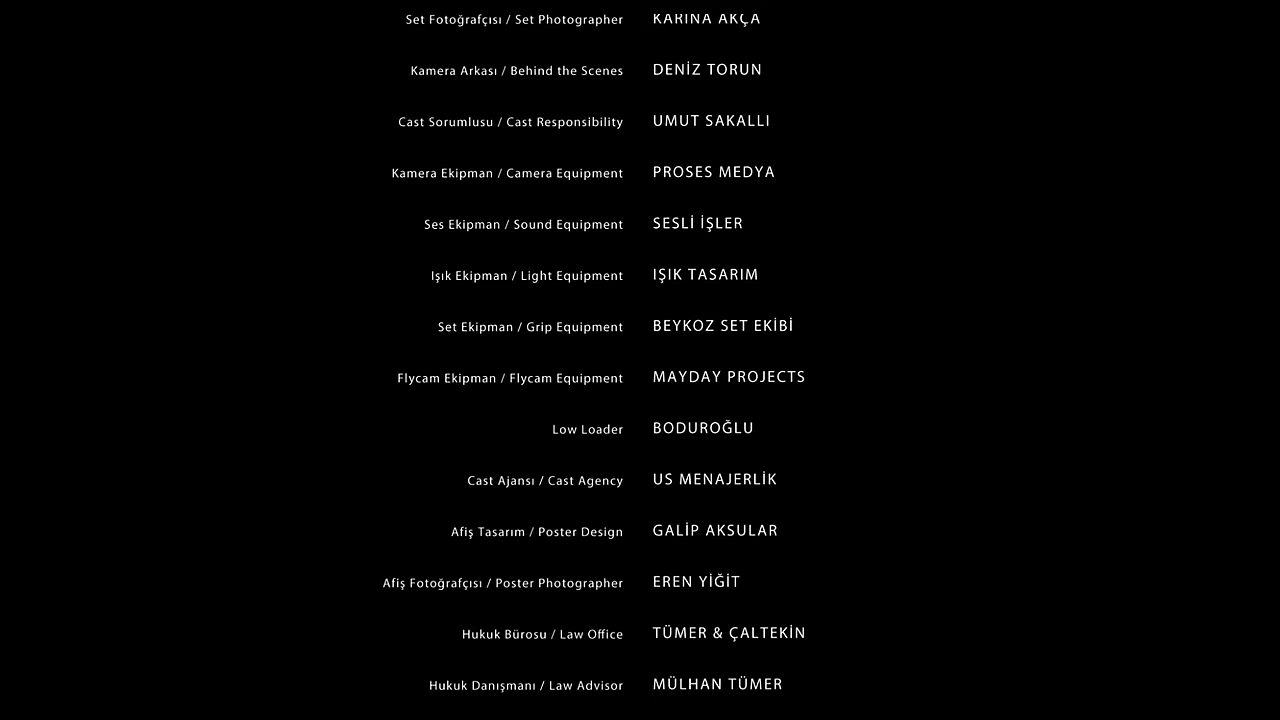 Set Fotoğrafçısı / Set Photographer KARINA AKÇA
Kamera Arkası / Behind the Scenes DENİZ TORUN
Cast Sorumlusu / Cast Responsibility UMUT SAKALLI
Kamera Ekipman / Camera Equipment PROSES MEDYA
Ses Ekipman / Sound Equipment SESLİ İŞLER
Işık Ekipman / Light Equipment IŞIK TASARIM
Set Ekipman / Grip Equipment BEYKOZ SET EKİBİ
Flycam Ekipman / Flycam Equipment MAYDAY PROJECTS
Low Loader BODUROĞLU
Cast Ajansı / Cast Agency US MENAJERLİK
Afiş Tasarım / Poster Design GALİP AKSULAR
Afiş Fotoğrafçısı / Poster Photographer EREN YİĞİT
Hukuk Bürosu / Law Office TÜMER & ÇALTEKİN
Hukuk Danışmanı / Law Advisor MÜLHAN TÜMER